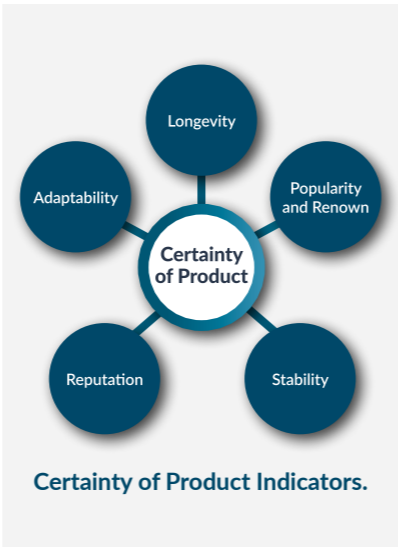 Longevity
Adaptability
Popularity
and Renown
Certainty
of Product
Reputation
Stability
Certainty of Product Indicators.